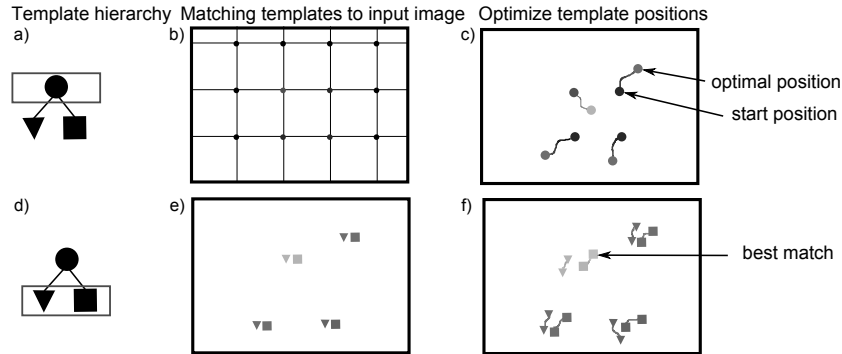 Template hierarchy Matching templates to input image Optimize template positions
a) b) c)
optimal position
start position
d) e) f)
best match